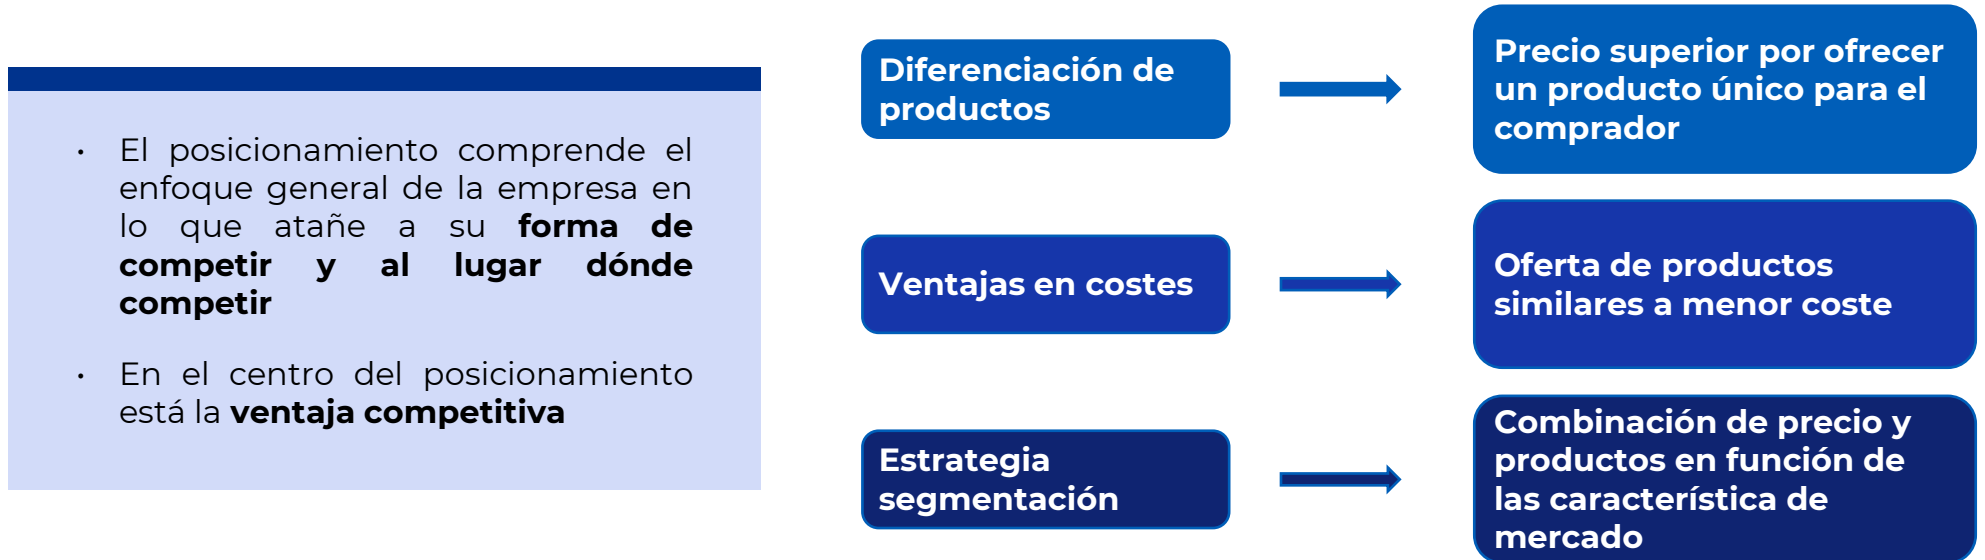 · El posicionamiento comprende el
enfoque general de la empresa en
lo que atañe a su forma de
competir y al lugar dónde
competir
· En el centro del posicionamiento
está la ventaja competitiva
Diferenciación de
productos
Precio superior por ofrecer
un producto único para el
comprador
Ventajas en costes
Oferta de productos
similares a menor coste
Estrategia
segmentación
Combinación de precio y
productos en función de
las característica de
mercado